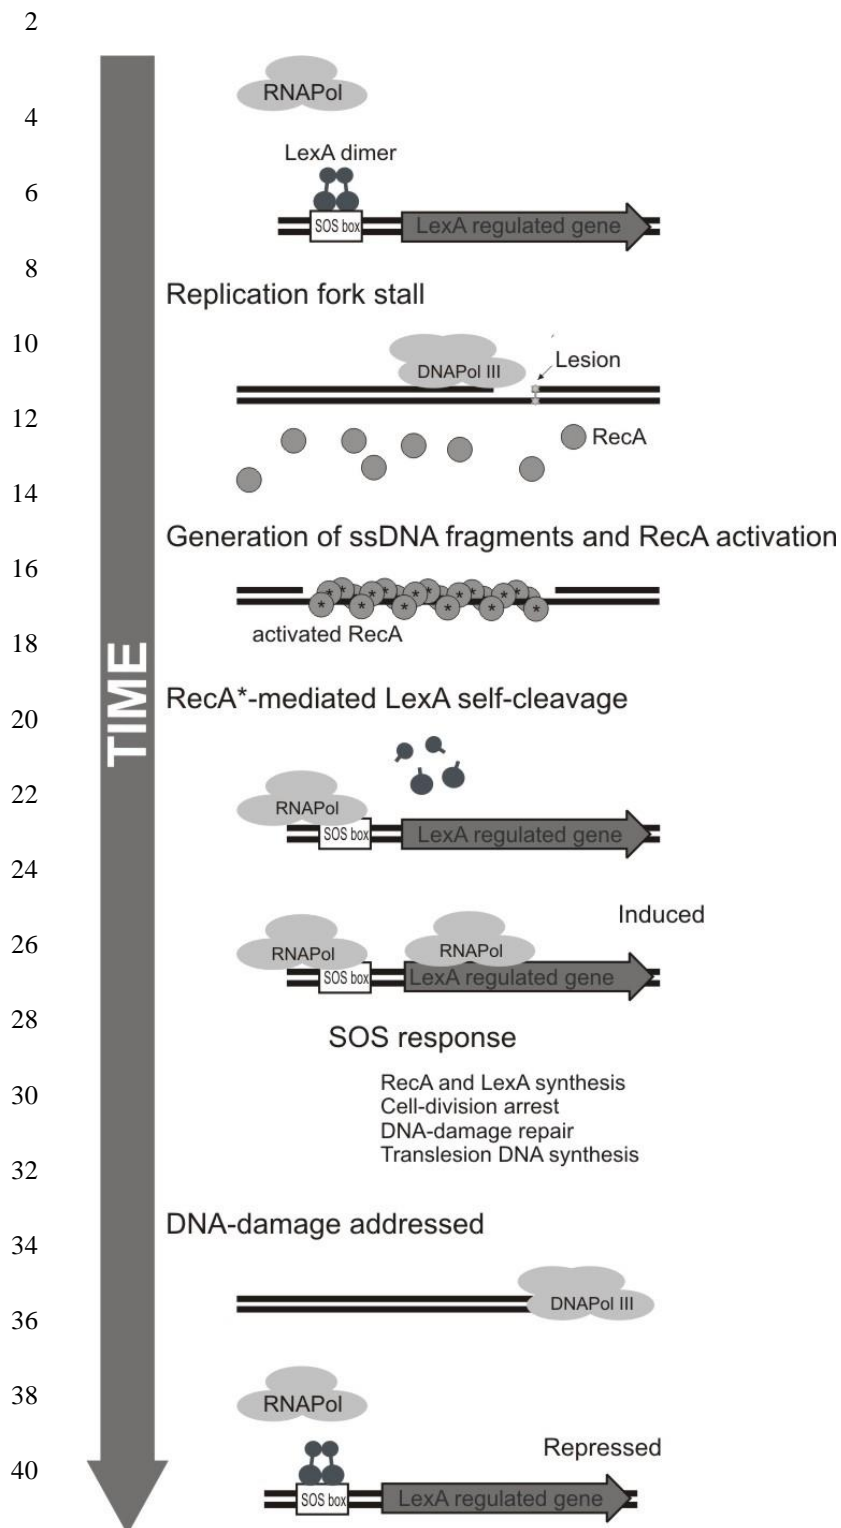 2
RNAPol
4
LexA dimer
6
SOS box LexA regulated gene
8
Replication fork stall
10
Lesion
DNAPol III
12
RecA
14
Generation of ssDNA fragments and RecA activation
16
* * * * * * * * * * * *
activated RecA
18
TIME
RecA*-mediated LexA self-cleavage
20
22
RNAPol
SOS box LexA regulated gene
24
Induced
26
RNAPol RNAPol
SOS box LexA regulated gene
28
SOS response
30
RecA and LexA synthesis
Cell-division arrest
DNA-damage repair
Translesion DNA synthesis
32
DNA-damage addressed
34
DNAPol III
36
38
RNAPol
Repressed
40
SOS box LexA regulated gene